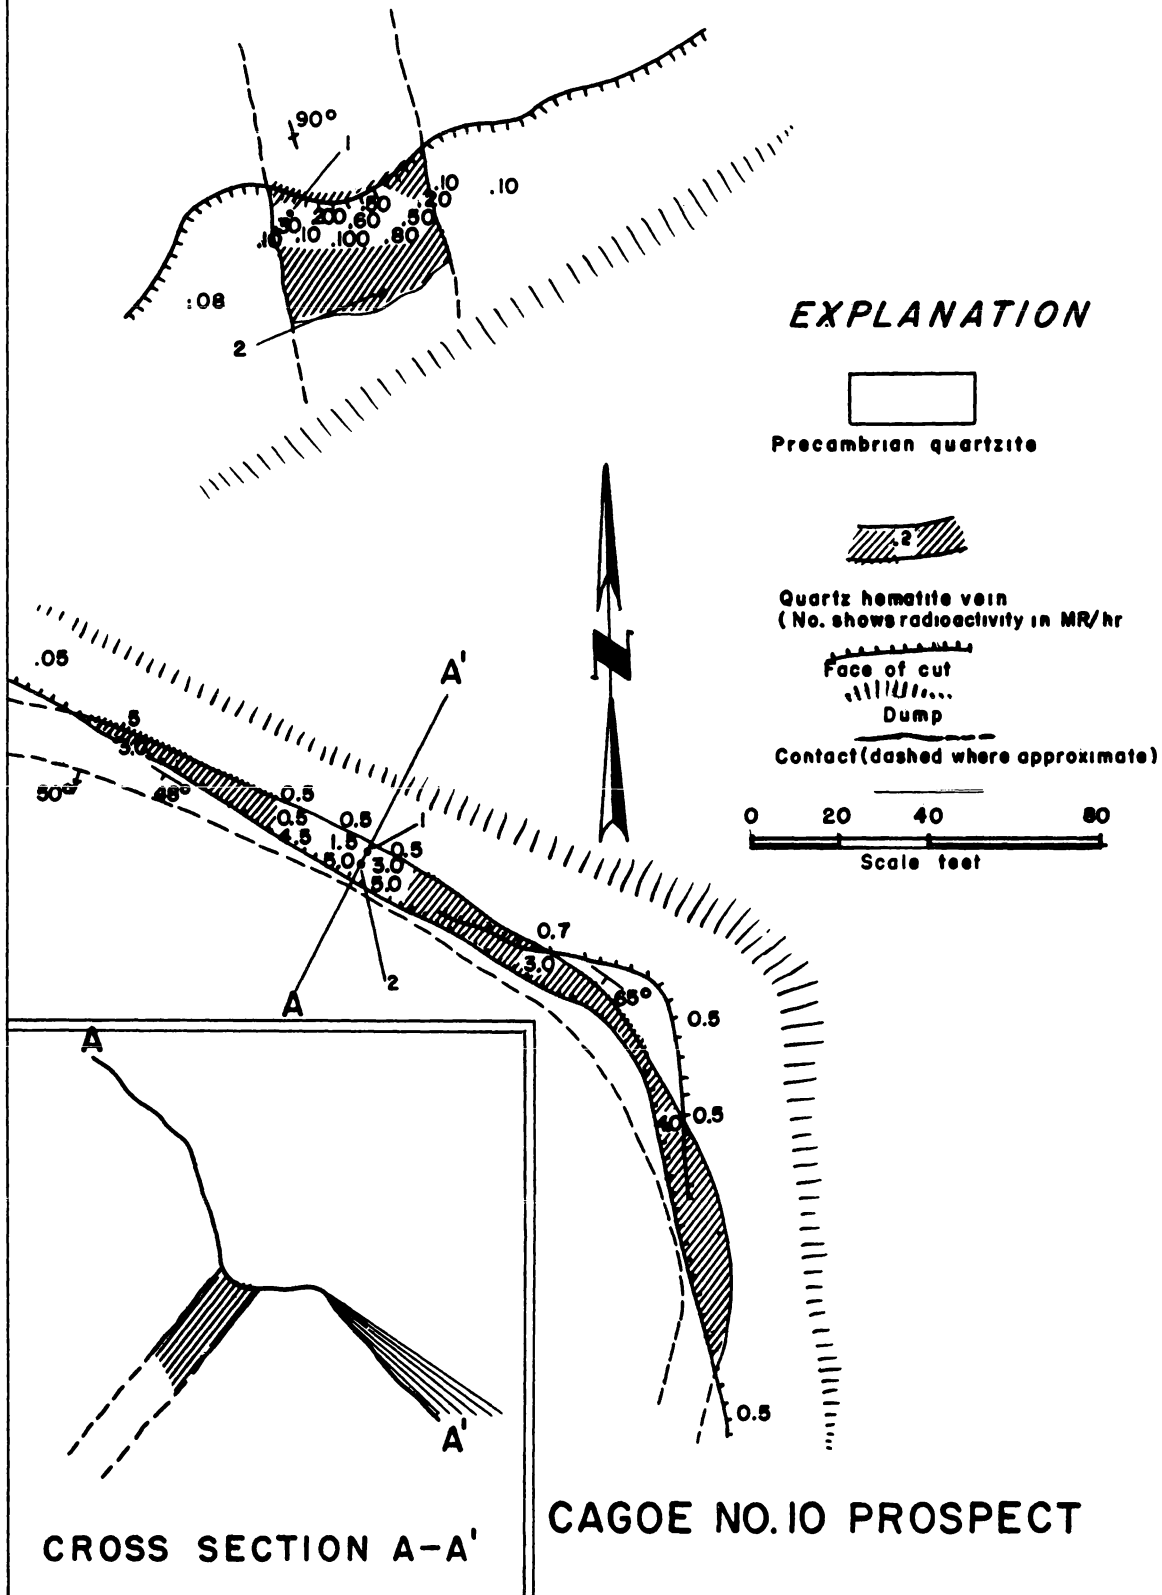 90°
1
.10
.10
.60
.20
.30
.200
.60
.50
.10
.10
.100
.80
:08
2
EXPLANATION
Precambrian quartzite
.2
Quartz hematite vein
(No. shows radioactivity in MR/hr
Face of cut
Dump
Contact (dashed where approximate)
0 20 40 80
Scale feet
N
.05
A'
5
3.0
50°
48°
0.5
0.5
0.5
4.5
1.5
1
0.5
5.0
3.0
5.0
2
A
0.7
3.0
65°
0.5
0.5
0.5
A
A'
CROSS SECTION A-A'
CAGOE NO. 10 PROSPECT